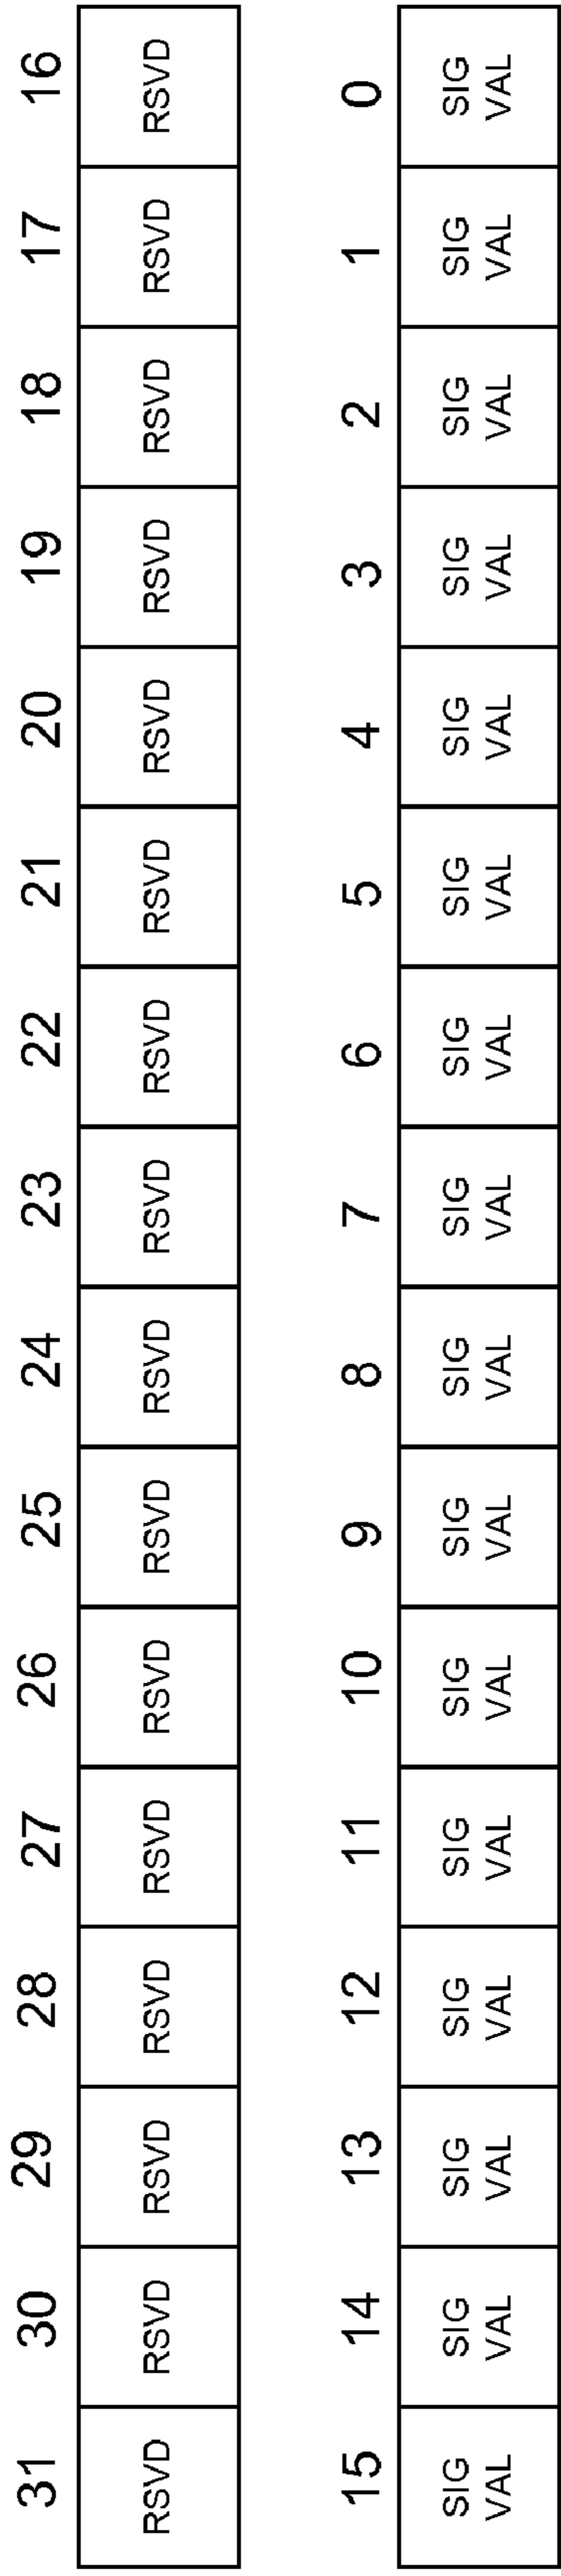 31 30 29 28 27 26 25 24 23 22 21 20 19 18 17 16
RSVD RSVD RSVD RSVD RSVD RSVD RSVD RSVD RSVD RSVD RSVD RSVD RSVD RSVD RSVD RSVD
15 14 13 12 11 10 9 8 7 6 5 4 3 2 1 0
SIG SIG SIG SIG SIG SIG SIG SIG SIG SIG SIG SIG SIG SIG SIG SIG
VAL VAL VAL VAL VAL VAL VAL VAL VAL VAL VAL VAL VAL VAL VAL VAL